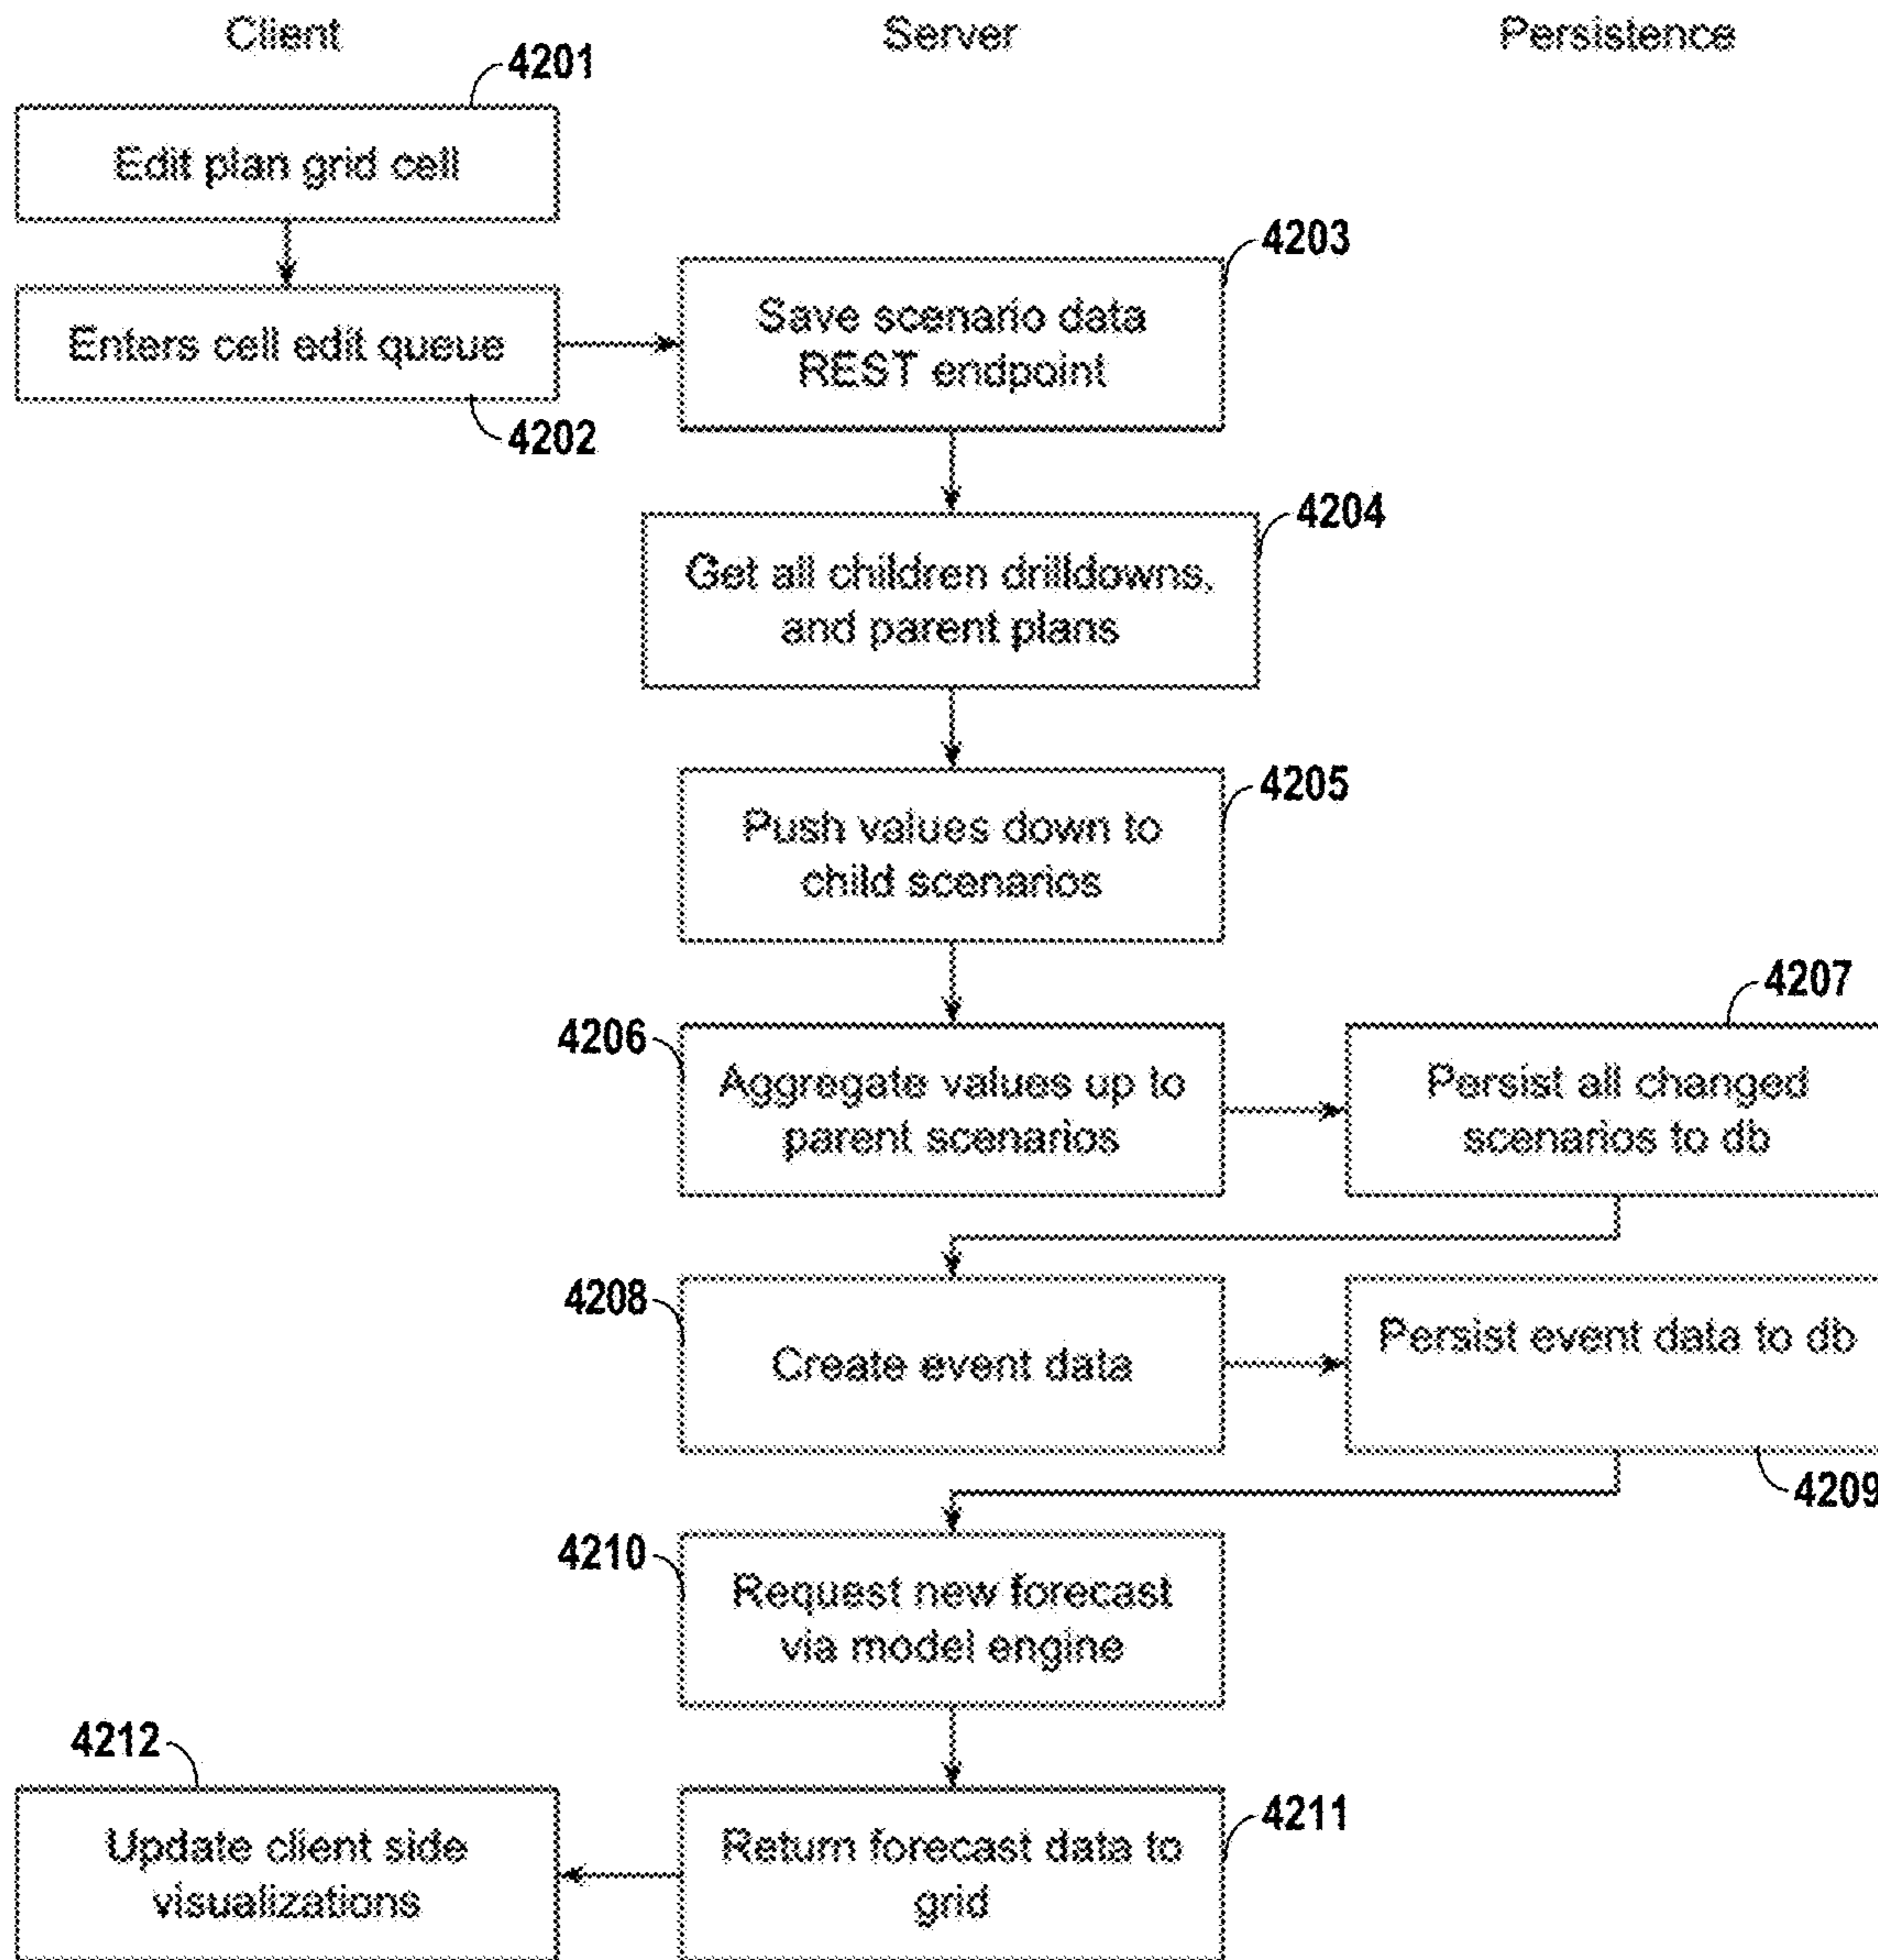 Client
Server
Persistence
4201
Edit plan grid cell
Enters cell edit queue
4202
4203
Save scenario data
REST endpoint
4204
Get all children drilldowns,
and parent plans
4205
Push values down to
child scenarios
4206
Aggregate values up to
parent scenarios
4207
Persist all changed
scenarios to db
4208
Create event data
Persist event data to db
4209
4210
Request new forecast
via model engine
4211
Return forecast data to
grid
4212
Update client side
visualizations